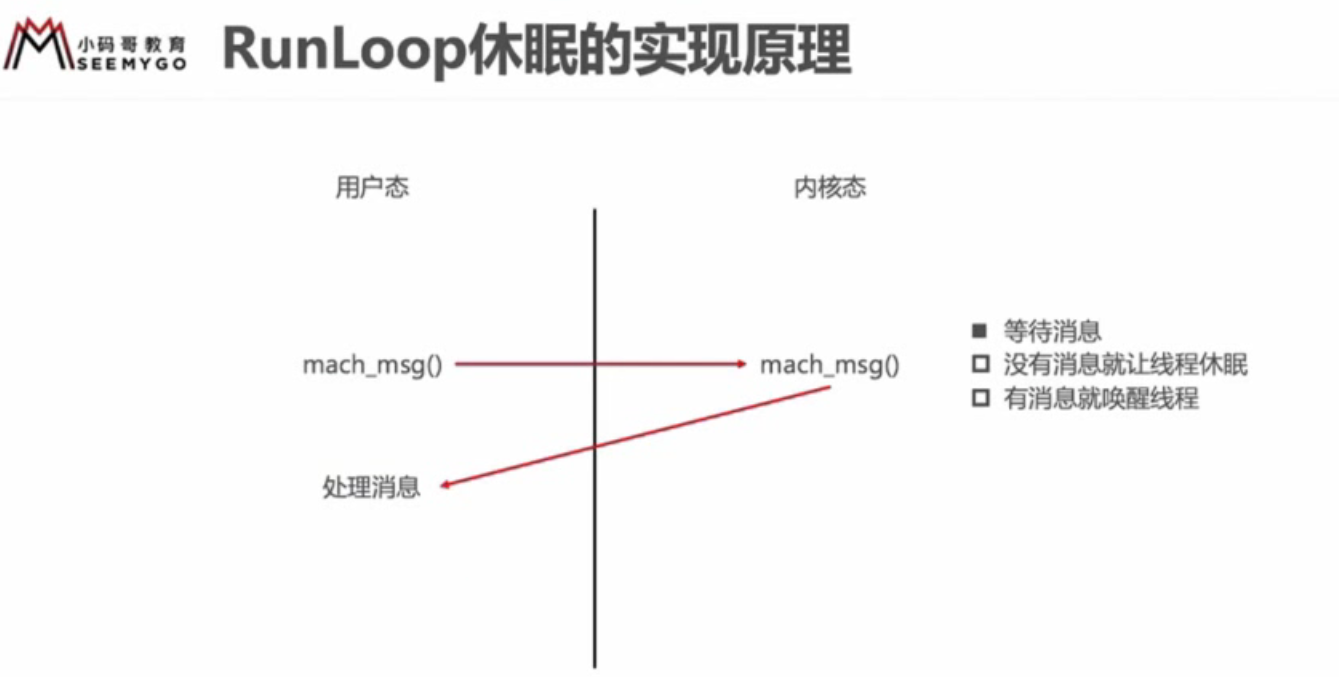 小码哥教育
SEEMYGO
RunLoop休眠的实现原理
用户态
内核态
等待消息
mach_msg()
mach_msg()
没有消息就让线程休眠
有消息就唤醒线程
处理消息